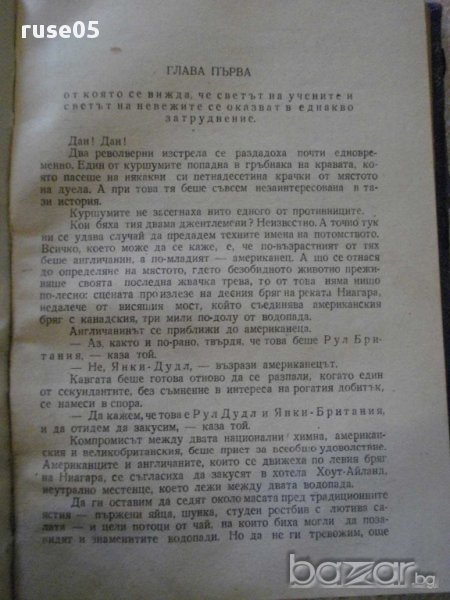 ruse05
ГЛАВА ПЪРВА
от която се вижда, че светът на учените и
светът на невежите се оказват в еднакво
затруднение.
Дан! Дан!
Два револверни изстрела се раздадоха почти едновре-
менно. Един от куршумите попадна в гръбнака на кравата, коя-
то пасеше на някакви си петнадесетина крачки от мястото
на дуела. А при това тя беше съвсем незаинтересована в та-
зи история.
Куршумите не засегнаха нито едного от противниците.
Кои бяха тия двама джентлемени? Неизвестно. А точно тук
ни се удава случай да предадем техните имена на потомството.
Всичко, което може да се каже, е, че по-възрастният от тях
беше англичанин, а по-младият — американец. А що се отнася
до определяне на мястото, гдето безобидното животно прежи-
вяше своята последна жвачка трева, то от това няма нищо
по-лесно: сцената произлезе на десния бряг на реката Ниагара,
недалече от висящия мост, който съединява американския
бряг с канадския, три мили по-долу от водопада.
Англичанинът се приближи до американеца.
— Аз, както и по-рано, твърдя, че това беше Рул Бри-
тания, — каза той.
— Не, Янки-Дудл, — възрази американецът.
Кавгата беше готова отново да се разпали, когато един
от секундантите, без съмнение в интереса на рогатия добитък,
се намеси в спора.
— Да кажем, че това е Рул Дудл и Янки-Британия,
и да отидем да закусим, — каза той.
Компромисът между двата национални химна, американ-
ския и великобританския, беше приет за всеобщо удоволствие.
Американците и англичаните, които се движеха по левия бряг
на Ниагара, се съгласиха да закусят в хотела Хоут-Айланд,
неутрално местенце, което лежи между двата водопада.
Да ги оставим да седят около масата пред традиционните
ястия — пържени яйца, шунка, студен ростбив с лютива са-
лата — и цели потоци от чай, на които биха могли да поза-
видят и знаменитите водопади. Но да не ги тревожим, още
bazar.bg